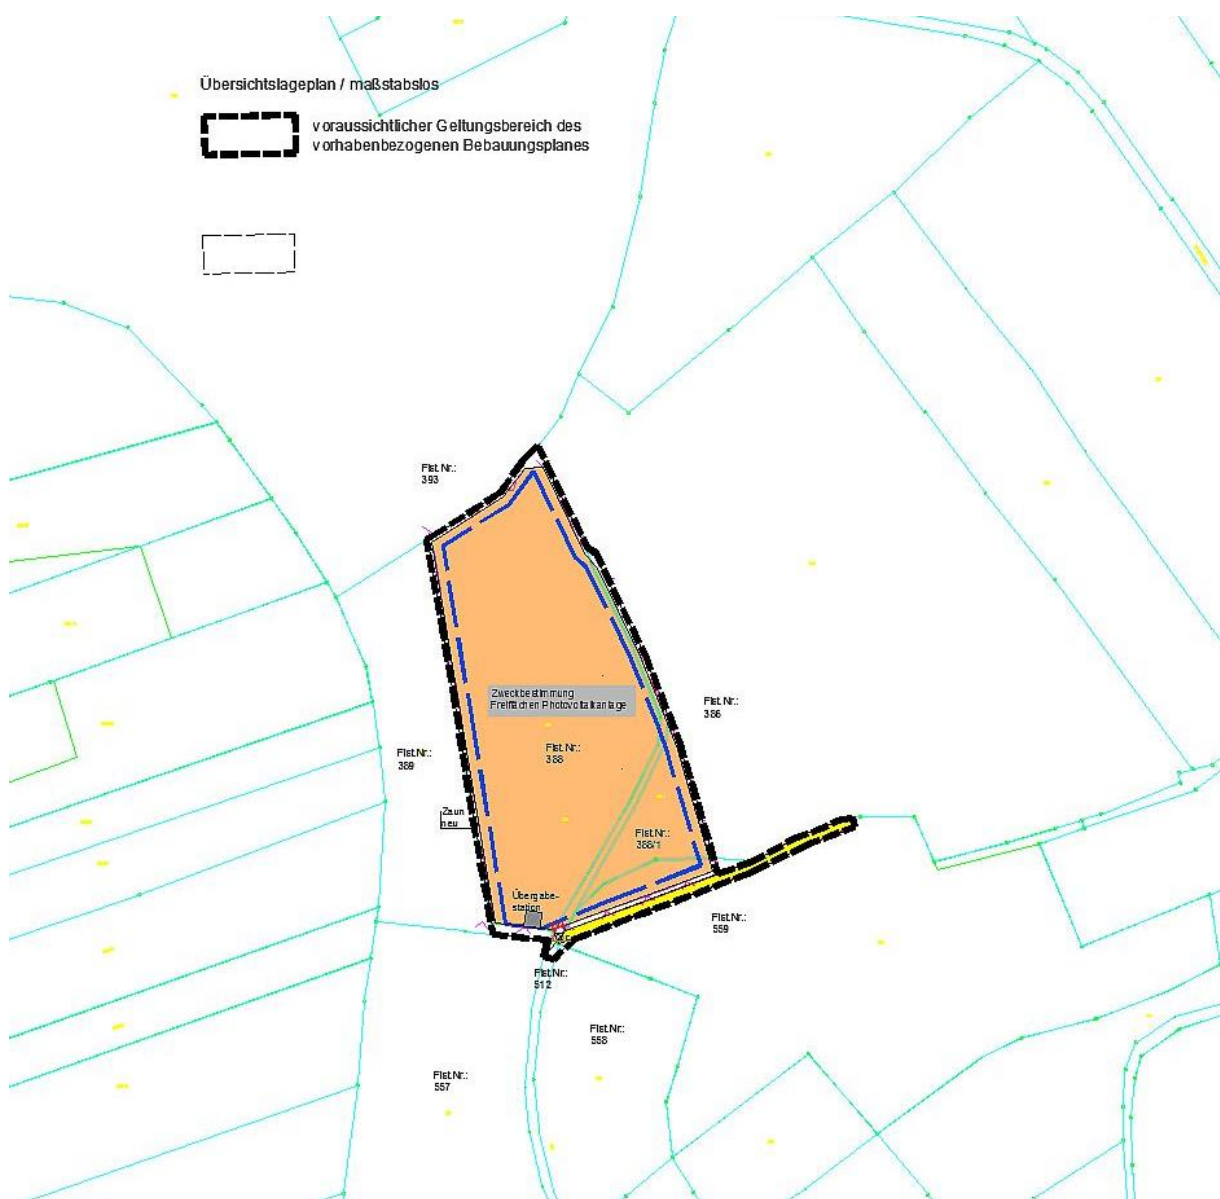 Übersichtslageplan / maßstabslos
voraussichtlicher Geltungsbereich des
vorhabenbezogenen Bebauungsplanes
Flst.Nr.:
393
Zweckbestimmung
Freiflächen Photovoltaikanlage
Flst.Nr.:
386
Flst.Nr.:
389
Flst.Nr.:
388
Zaun
neu
Flst.Nr.:
388/1
Übergabe-
station
Flst.Nr.:
559
Flst.Nr.:
512
Flst.Nr.:
558
Flst.Nr.:
557